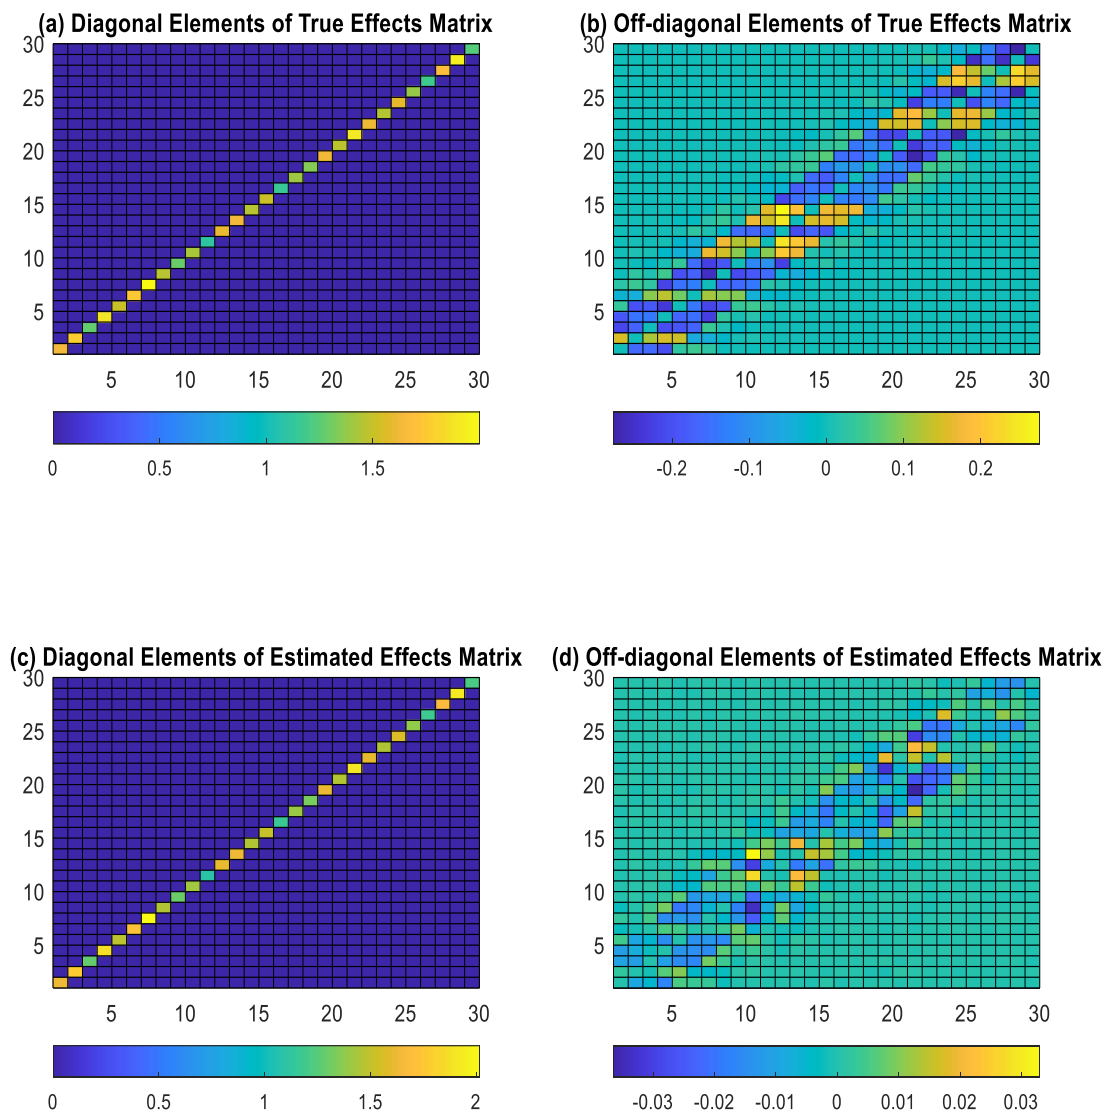 (a) Diagonal Elements of True Effects Matrix
30
25
20
15
10
5
5 10 15 20 25 30
0 0.5 1 1.5
(b) Off-diagonal Elements of True Effects Matrix
30
25
20
15
10
5
5 10 15 20 25 30
-0.2 -0.1 0 0.1 0.2
(c) Diagonal Elements of Estimated Effects Matrix
30
25
20
15
10
5
5 10 15 20 25 30
0 0.5 1 1.5 2
(d) Off-diagonal Elements of Estimated Effects Matrix
30
25
20
15
10
5
5 10 15 20 25 30
-0.03 -0.02 -0.01 0 0.01 0.02 0.03